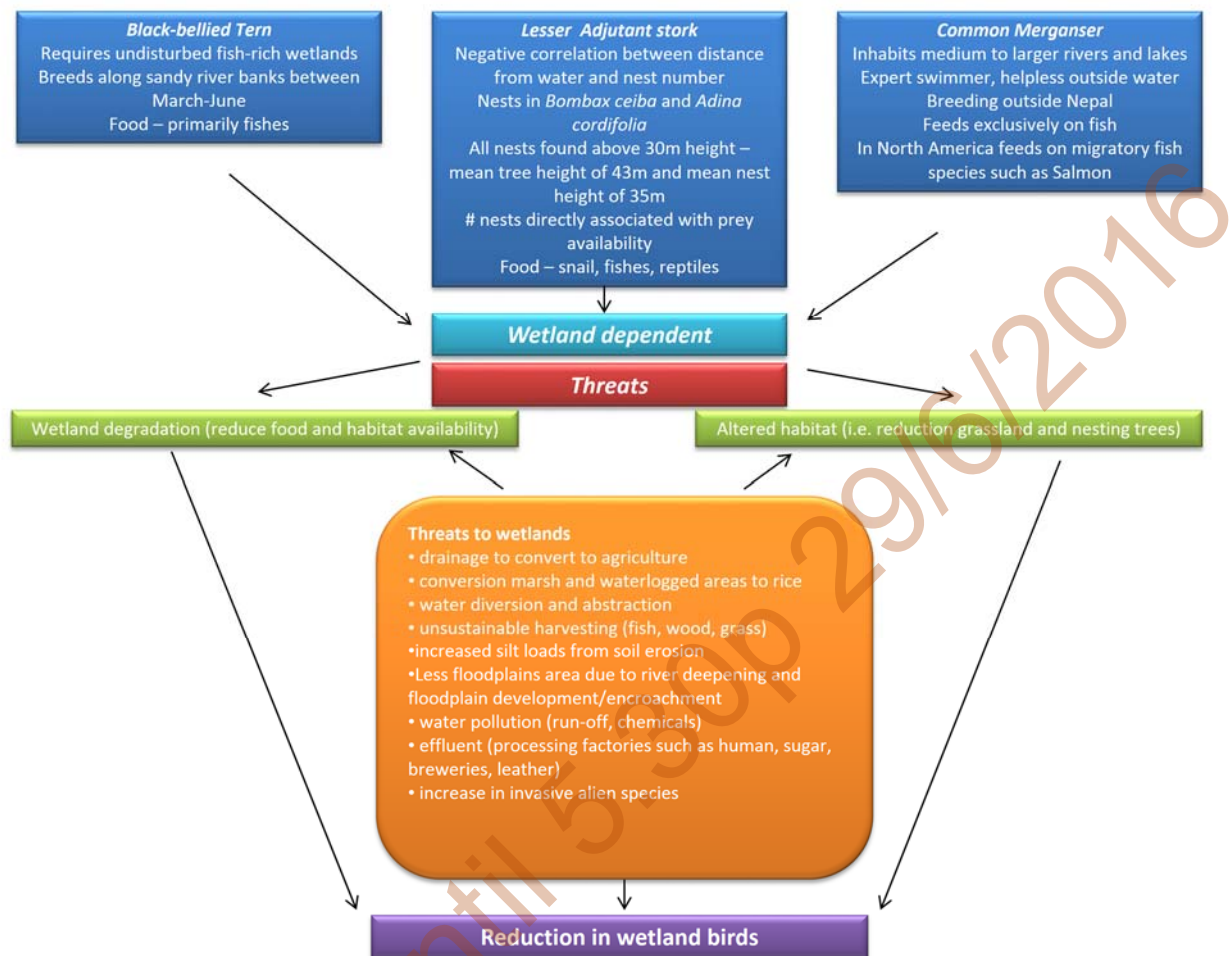 Black-bellied Tern
Requires undisturbed fish-rich wetlands
Breeds along sandy river banks between
March-June
Food – primarily fishes
Lesser Adjutant stork
Negative correlation between distance
from water and nest number
Nests in Bombax ceiba and Adina
cordifolia
All nests found above 30m height –
mean tree height of 43m and mean nest
height of 35m
# nests directly associated with prey
availability
Food – snail, fishes, reptiles
Common Merganser
Inhabits medium to larger rivers and lakes
Expert swimmer, helpless outside water
Breeding outside Nepal
Feeds exclusively on fish
In North America feeds on migratory fish
species such as Salmon
Wetland dependent
Threats
Wetland degradation (reduce food and habitat availability)
Altered habitat (i.e. reduction grassland and nesting trees)
Threats to wetlands
• drainage to convert to agriculture
• conversion marsh and waterlogged areas to rice
• water diversion and abstraction
• unsustainable harvesting (fish, wood, grass)
•increased silt loads from soil erosion
•Less floodplains area due to river deepening and
floodplain development/encroachment
• water pollution (run-off, chemicals)
• effluent (processing factories such as human, sugar,
breweries, leather)
• increase in invasive alien species
Reduction in wetland birds
5.30p 29/6/2016